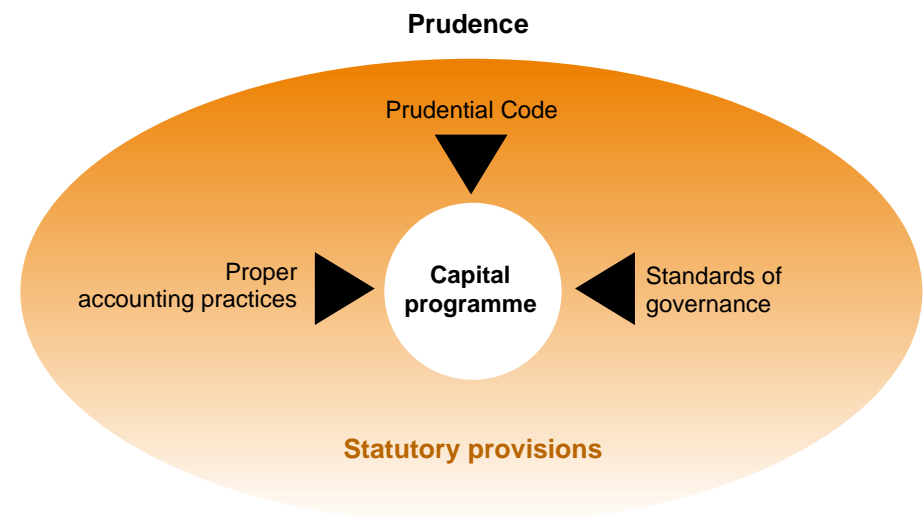 Prudence
Prudential Code
Proper
accounting practices
Capital
programme
Standards of
governance
Statutory provisions